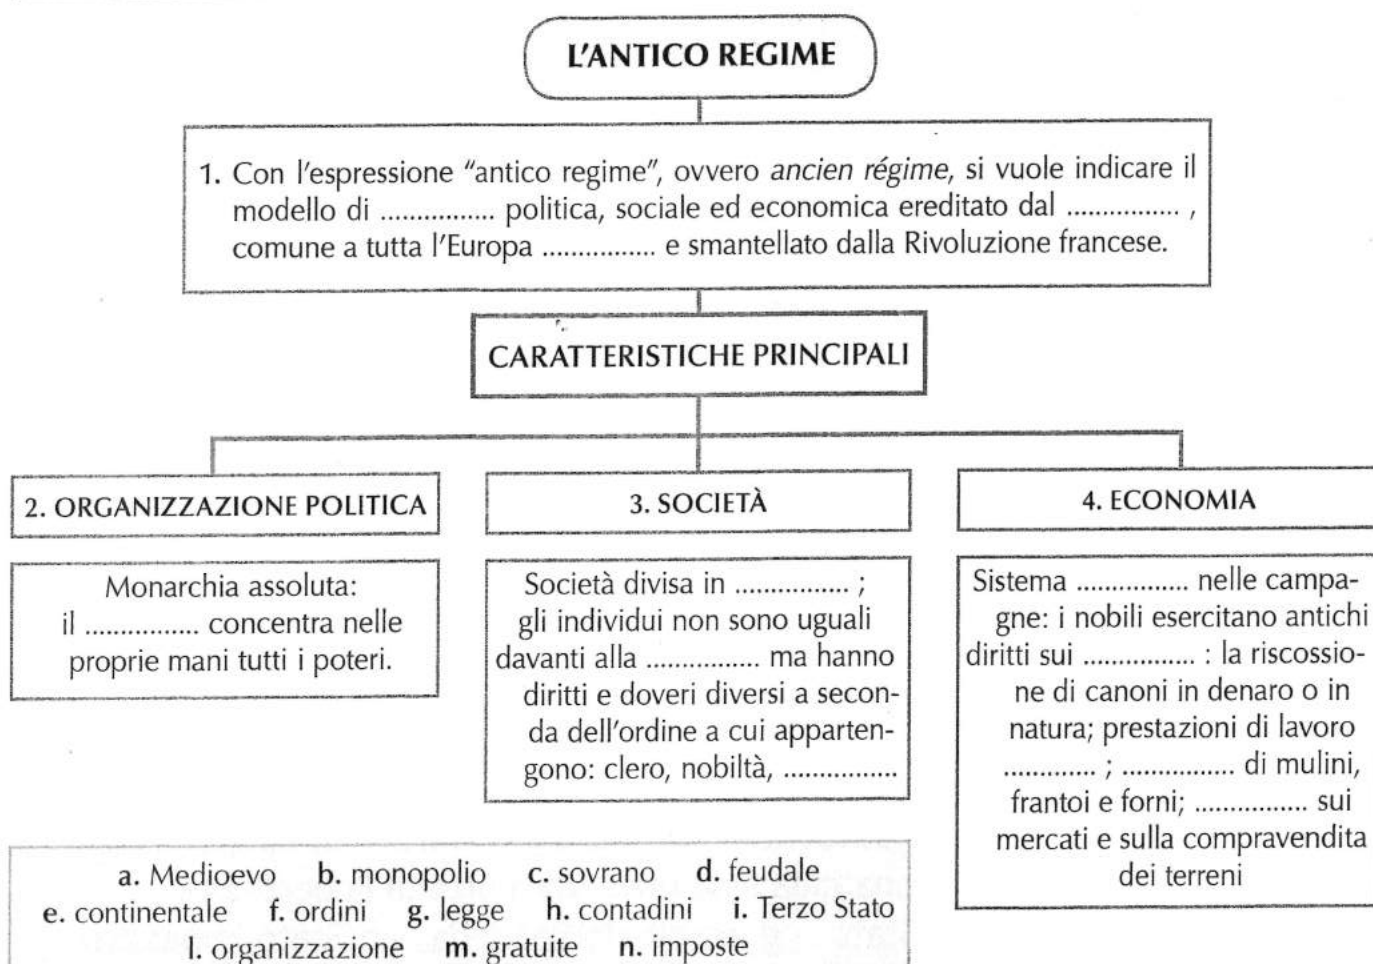 L'ANTICO REGIME
1. Con l'espressione "antico regime", ovvero ancien régime, si vuole indicare il
modello di ................ politica, sociale ed economica ereditato dal ................ ,
comune a tutta l'Europa ................ e smantellato dalla Rivoluzione francese.
CARATTERISTICHE PRINCIPALI
2. ORGANIZZAZIONE POLITICA
Monarchia assoluta:
il ................ concentra nelle
proprie mani tutti i poteri.
3. SOCIETÀ
Società divisa in ................ ;
gli individui non sono uguali
davanti alla ................ ma hanno
diritti e doveri diversi a secon-
da dell'ordine a cui apparten-
gono: clero, nobiltà, ................
4. ECONOMIA
Sistema ................ nelle campa-
gne: i nobili esercitano antichi
diritti sui ................ : la riscossio-
ne di canoni in denaro o in
natura; prestazioni di lavoro
............. ; ................ di mulini,
frantoi e forni; ................ sui
mercati e sulla compravendita
dei terreni
a. Medioevo b. monopolio c. sovrano d. feudale
e. continentale f. ordini g. legge h. contadini i. Terzo Stato
l. organizzazione m. gratuite n. imposte